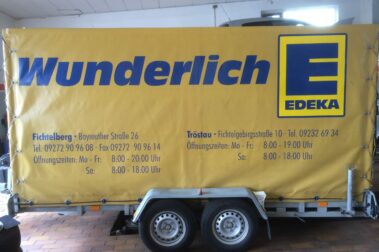 Wunderlich
E
EDEKA
Fichtelberg · Bayreuther Straße 26
Tel. 09272 90 96 08 · Fax 09272 90 96 14
Öffnungszeiten: Mo - Fr: 8:00 - 20:00 Uhr
Sa: 8:00 - 18:00 Uhr
Tröstau · Fichtelgebirgsstraße 10 · Tel. 09232 69 34
Öffnungszeiten: Mo - Fr: 8:00 - 19:00 Uhr
Sa: 8:00 - 18:00 Uhr